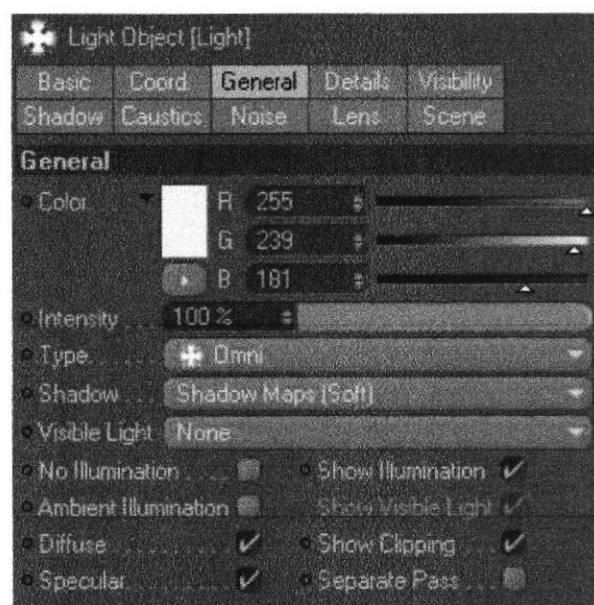 Light Object [Light]
Basic Coord. General Details Visibility
Shadow Caustics Noise Lens Scene
General
Color R 255
G 239
B 181
Intensity . . . 100 %
Type . . . . . Omni
Shadow . . . . Shadow Maps (Soft)
Visible Light None
No Illumination . . . . Show Illumination
Ambient Illumination Show Visible Light
Diffuse . . . . . . . . . Show Clipping
Specular . . . . . . . . Separate Pass . .